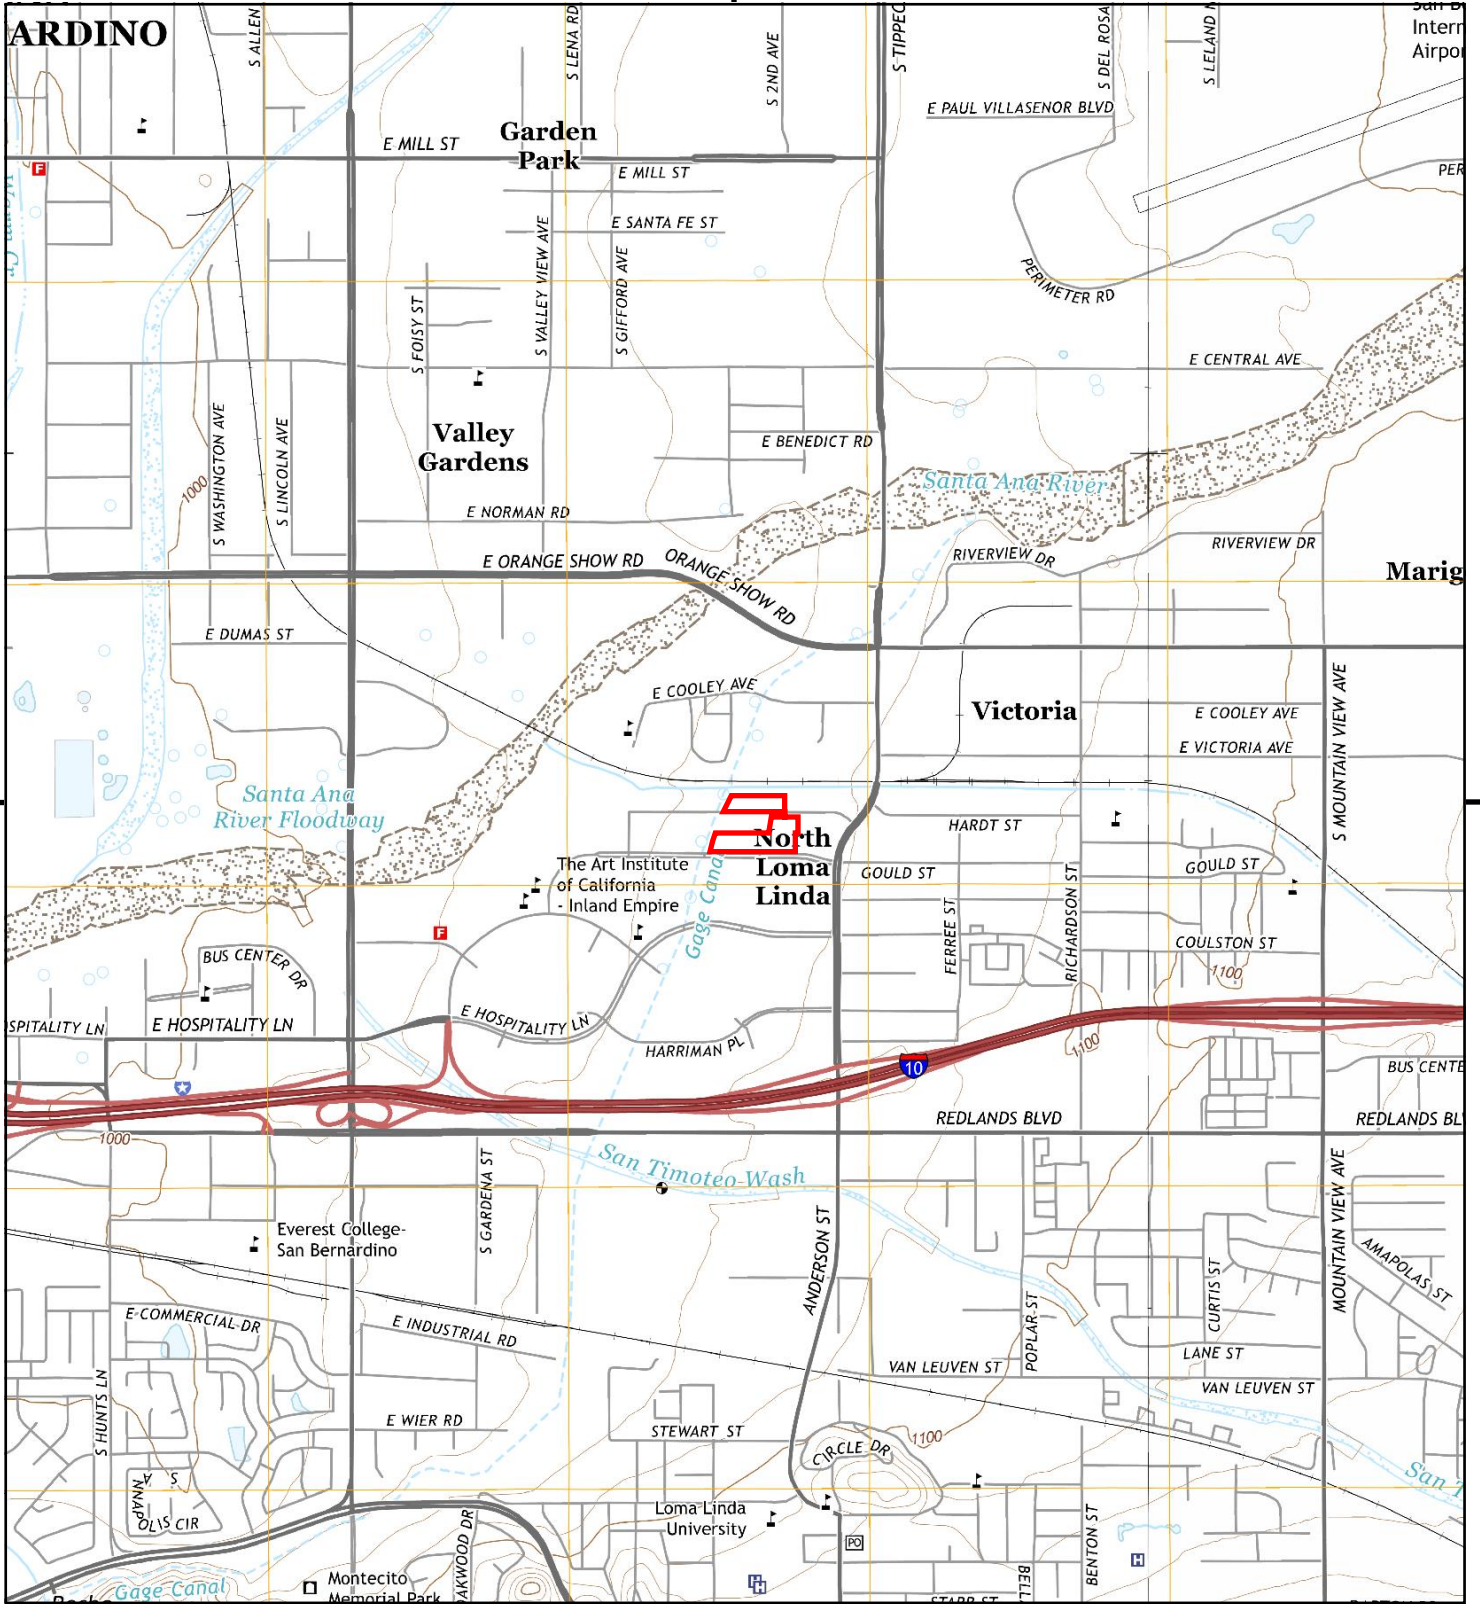 ARDINO
S ALLEN
S LENA RD
S 2ND AVE
S TIPPEC
S DEL ROSA
S LELAND
Intern
Airpor
E PAUL VILLASENOR BLVD
E MILL ST
Garden
Park
E MILL ST
F
PER
E SANTA FE ST
S VALLEY VIEW AVE
S GIFFORD AVE
S FOISY ST
PERIMETER RD
E CENTRAL AVE
S WASHINGTON AVE
S LINCOLN AVE
1000
Valley
Gardens
E BENEDICT RD
Santa Ana River
E NORMAN RD
E ORANGE SHOW RD
ORANGE SHOW RD
RIVERVIEW DR
RIVERVIEW DR
Marig
E DUMAS ST
E COOLEY AVE
Victoria
E COOLEY AVE
E VICTORIA AVE
S MOUNTAIN VIEW AVE
Santa Ana
River Floodway
HARDT ST
North
Loma
Linda
The Art Institute
of California
- Inland Empire
Gage Canal
GOULD ST
GOULD ST
FERREE ST
RICHARDSON ST
COULSTON ST
1100
F
BUS CENTER DR
SPITALITY LN
E HOSPITALITY LN
E HOSPITALITY LN
HARRIMAN PL
1100
10
BUS CENTE
REDLANDS BLVD
REDLANDS BL
1000
San Timoteo Wash
S GARDENA ST
Everest College-
San Bernardino
ANDERSON ST
MOUNTAIN VIEW AVE
AMAPOLAS ST
CURTIS ST
POPLAR ST
E COMMERCIAL DR
E INDUSTRIAL RD
LANE ST
VAN LEUVEN ST
VAN LEUVEN ST
S HUNTS LN
E WIER RD
STEWART ST
CIRCLE DR
1100
San T
S ANNAPOLIS CIR
Loma Linda
University
PO
OAKWOOD DR
BENTON ST
BELL
H
H
H
Gage Canal
Montecito
Memorial Park
STARR ST